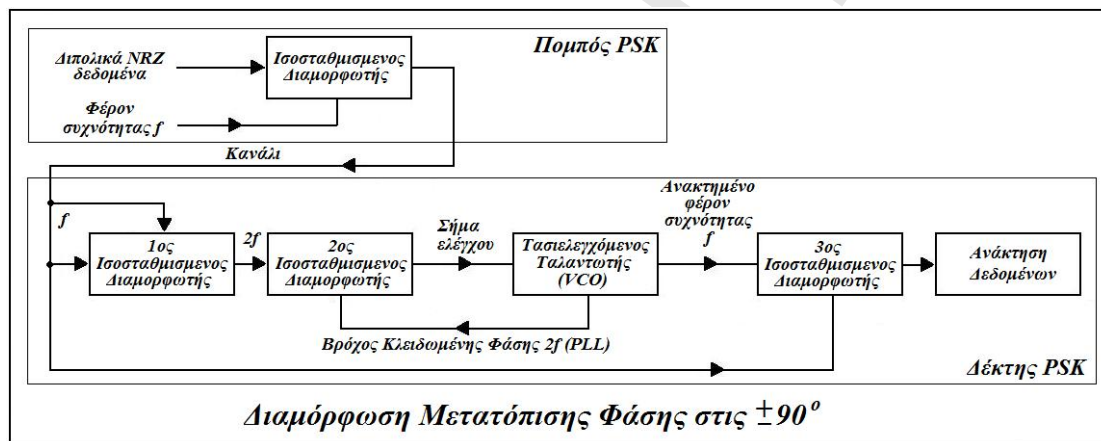 Πομπός PSK
Διπολικά NRZ
δεδομένα
Ισοσταθμισμενος
Διαμορφωτής
Φέρον
συχνότητας f
Κανάλι
Ανακτημένο
φέρον
συχνότητας
f
f
1ος
Ισοσταθμισμενος
Διαμορφωτής
2f
2ος
Ισοσταθμισμενος
Διαμορφωτής
Σήμα
ελέγχου
Τασιελεγχόμενος
Ταλαντωτής
(VCO)
3ος
Ισοσταθμισμενος
Διαμορφωτής
Ανάκτηση
Δεδομένων
Βρόχος Κλειδωμένης Φάσης 2f (PLL)
Δέκτης PSK
Διαμόρφωση Μετατόπισης Φάσης στις ±90°